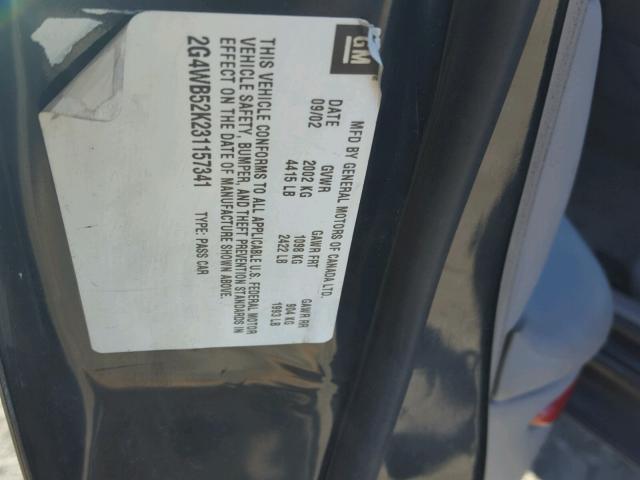 GM
MFD BY GENERAL MOTORS OF CANADA LTD.
DATE GVWR GAWR FRT GAWR RR
09/02 2002 KG 1098 KG 904 KG
4415 LB 2422 LB 1993 LB
THIS VEHICLE CONFORMS TO ALL APPLICABLE U.S. FEDERAL MOTOR
VEHICLE SAFETY, BUMPER, AND THEFT PREVENTION STANDARDS IN
EFFECT ON THE DATE OF MANUFACTURE SHOWN ABOVE.
2G4WB52K231157341 TYPE: PASS CAR